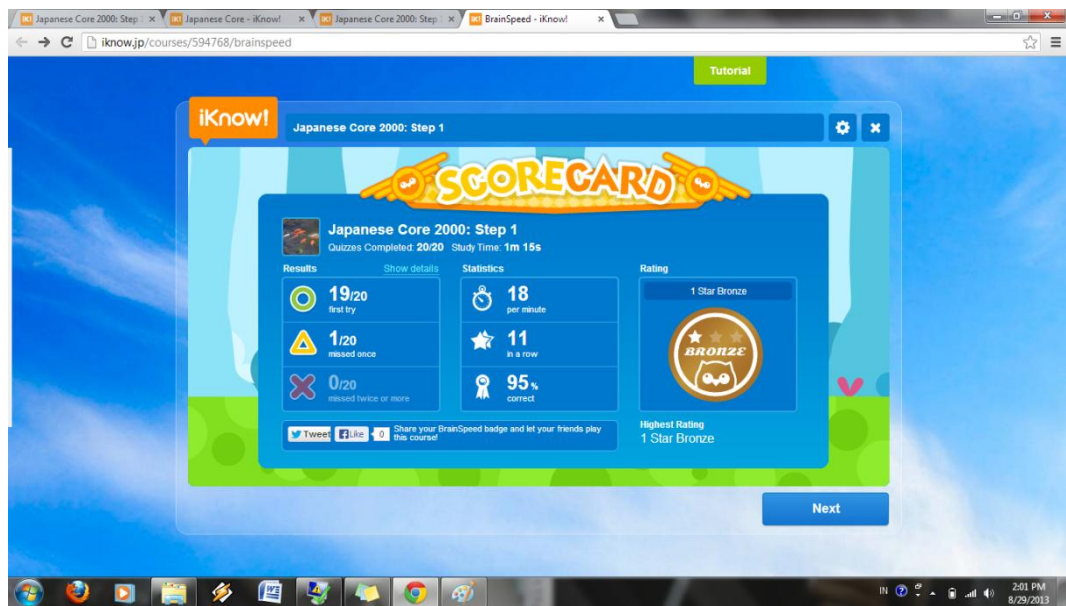 Japanese Core 2000: Step
Japanese Core - iKnow!
Japanese Core 2000: Step
BrainSpeed - iKnow!
iknow.jp/courses/594768/brainspeed
Tutorial
iKnow!
Japanese Core 2000: Step 1
SCORECARD
Japanese Core 2000: Step 1
Quizzes Completed: 20/20 Study Time: 1m 15s
Results
Show details
19/20
first try
1/20
missed once
0/20
missed twice or more
Statistics
18
per minute
11
in a row
95%
correct
Rating
1 Star Bronze
BRONZE
Highest Rating
1 Star Bronze
Tweet
Like
0
Share your BrainSpeed badge and let your friends play
this course!
Next
IN
2:01 PM
8/29/2013